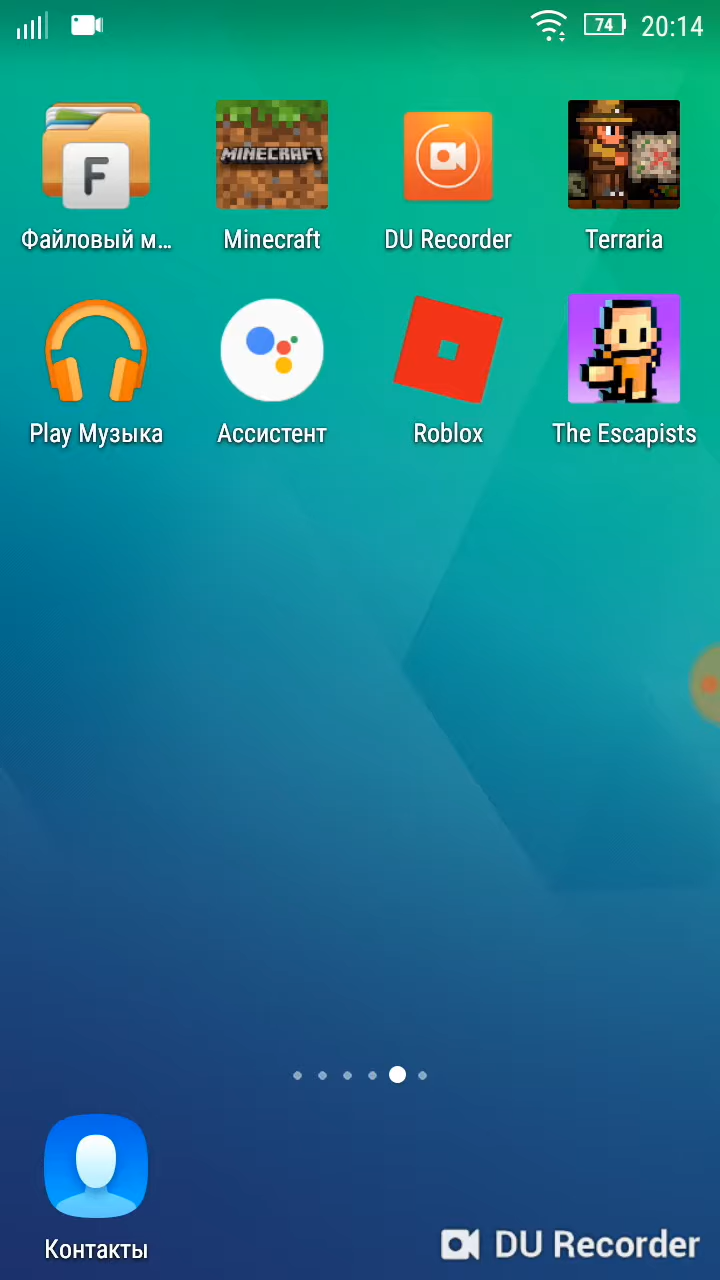 74 20:14
F
MINECRAFT
Файловый м...
Minecraft
DU Recorder
Terraria
Play Музыка
Ассистент
Roblox
The Escapists
Контакты
DU Recorder